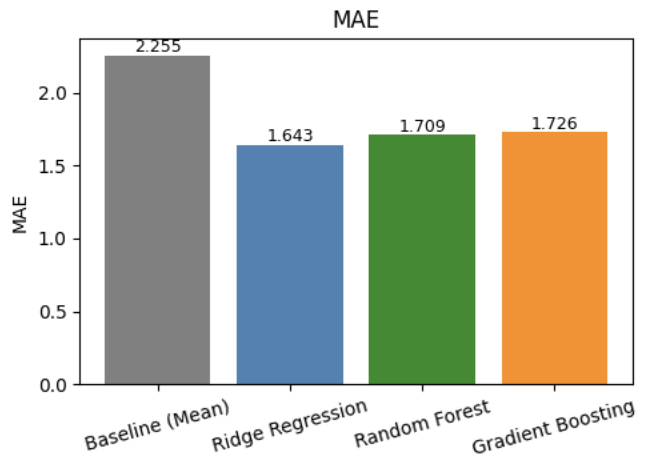 MAE
2.255
1.643
1.709
1.726
MAE
2.0
1.5
1.0
0.5
0.0
Baseline (Mean)
Ridge Regression
Random Forest
Gradient Boosting